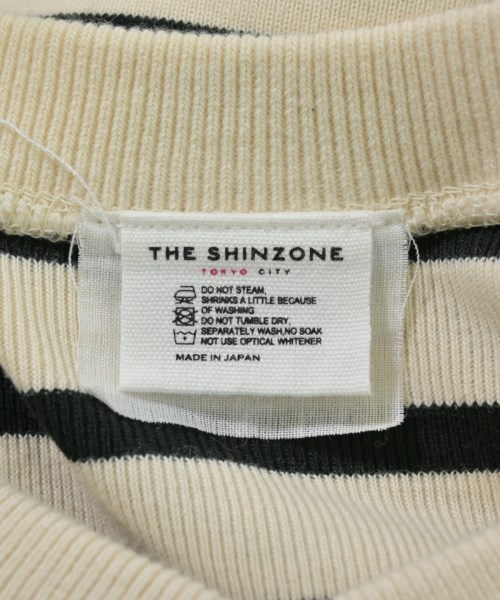 THE SHINZONE
TOKYO CITY
DO NOT STEAM,
SHRINKS A LITTLE BECAUSE
OF WASHING
DO NOT TUMBLE DRY,
SEPARATELY WASH,NO SOAK
NOT USE OPTICAL WHITENER
MADE IN JAPAN